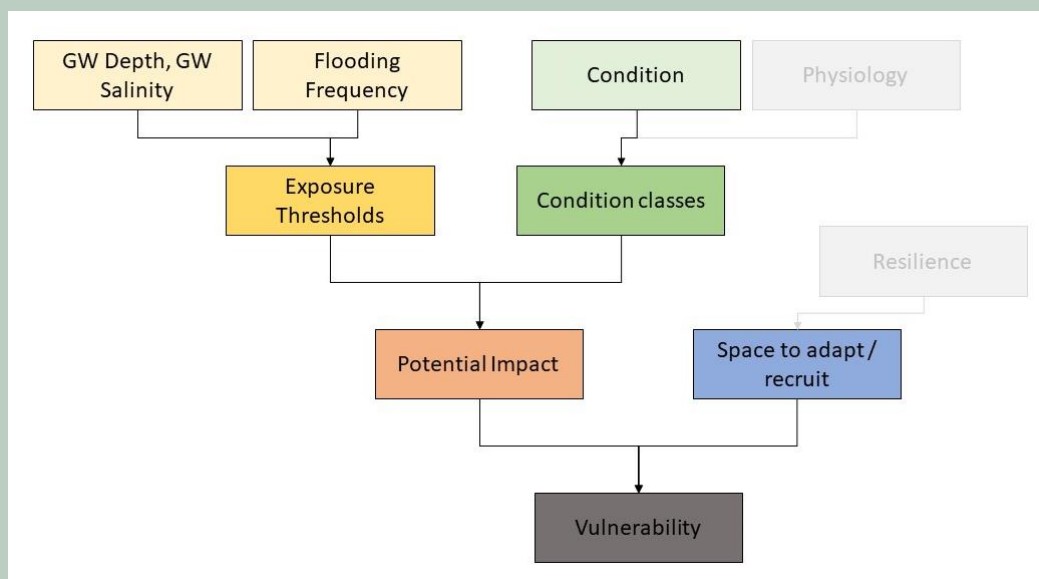 GW Depth, GW
Salinity
Flooding
Frequency
Condition
Physiology
Exposure
Thresholds
Condition classes
Resilience
Potential Impact
Space to adapt /
recruit
Vulnerability